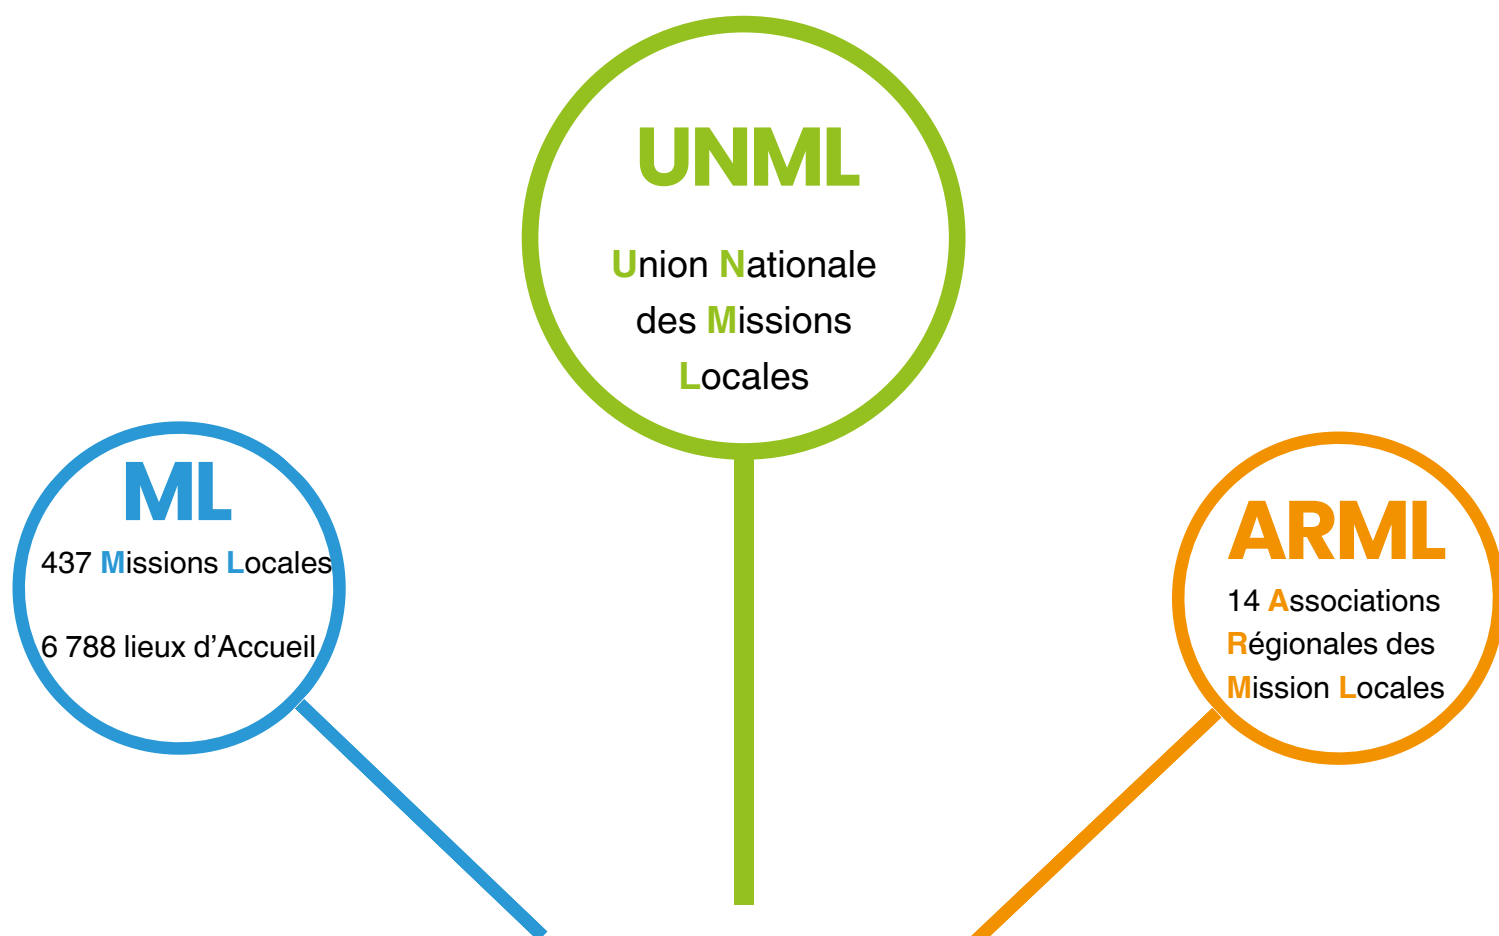 UNML
Union Nationale
des Missions
Locales
ML
437 Missions Locales
6 788 lieux d’Accueil
ARML
14 Associations
Régionales des
Mission Locales